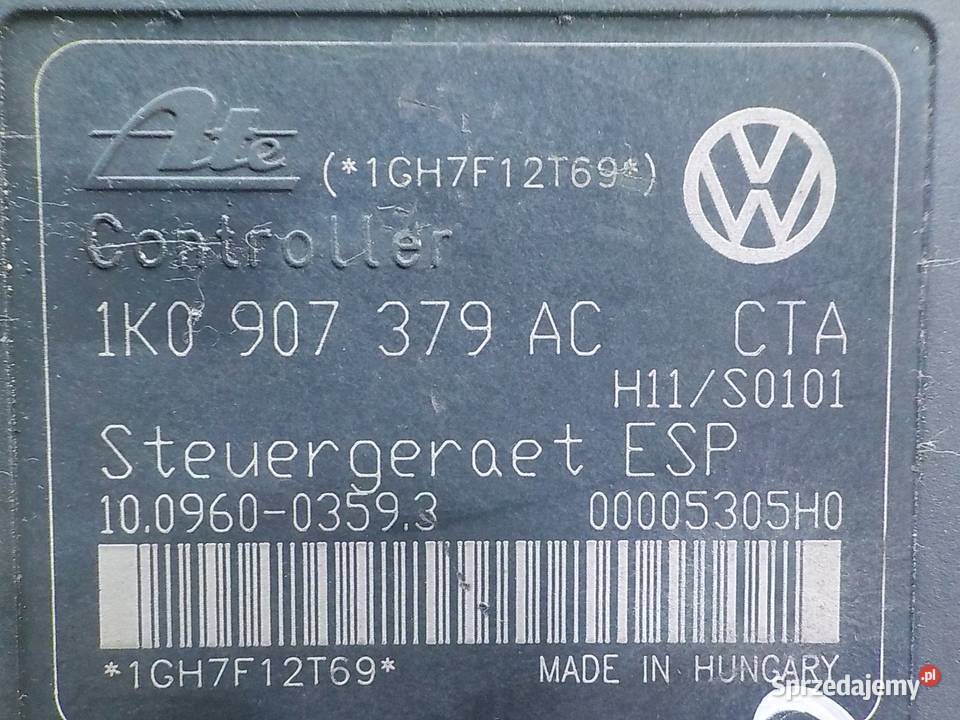 Ate (*1GH7F12T69*)
Controller
1K0 907 379 AC CTA
H11/S0101
Steuergeraet ESP
10.0960-0359.3 00005305H0
*1GH7F12T69* MADE IN HUNGARY
Sprzedajemy.pl